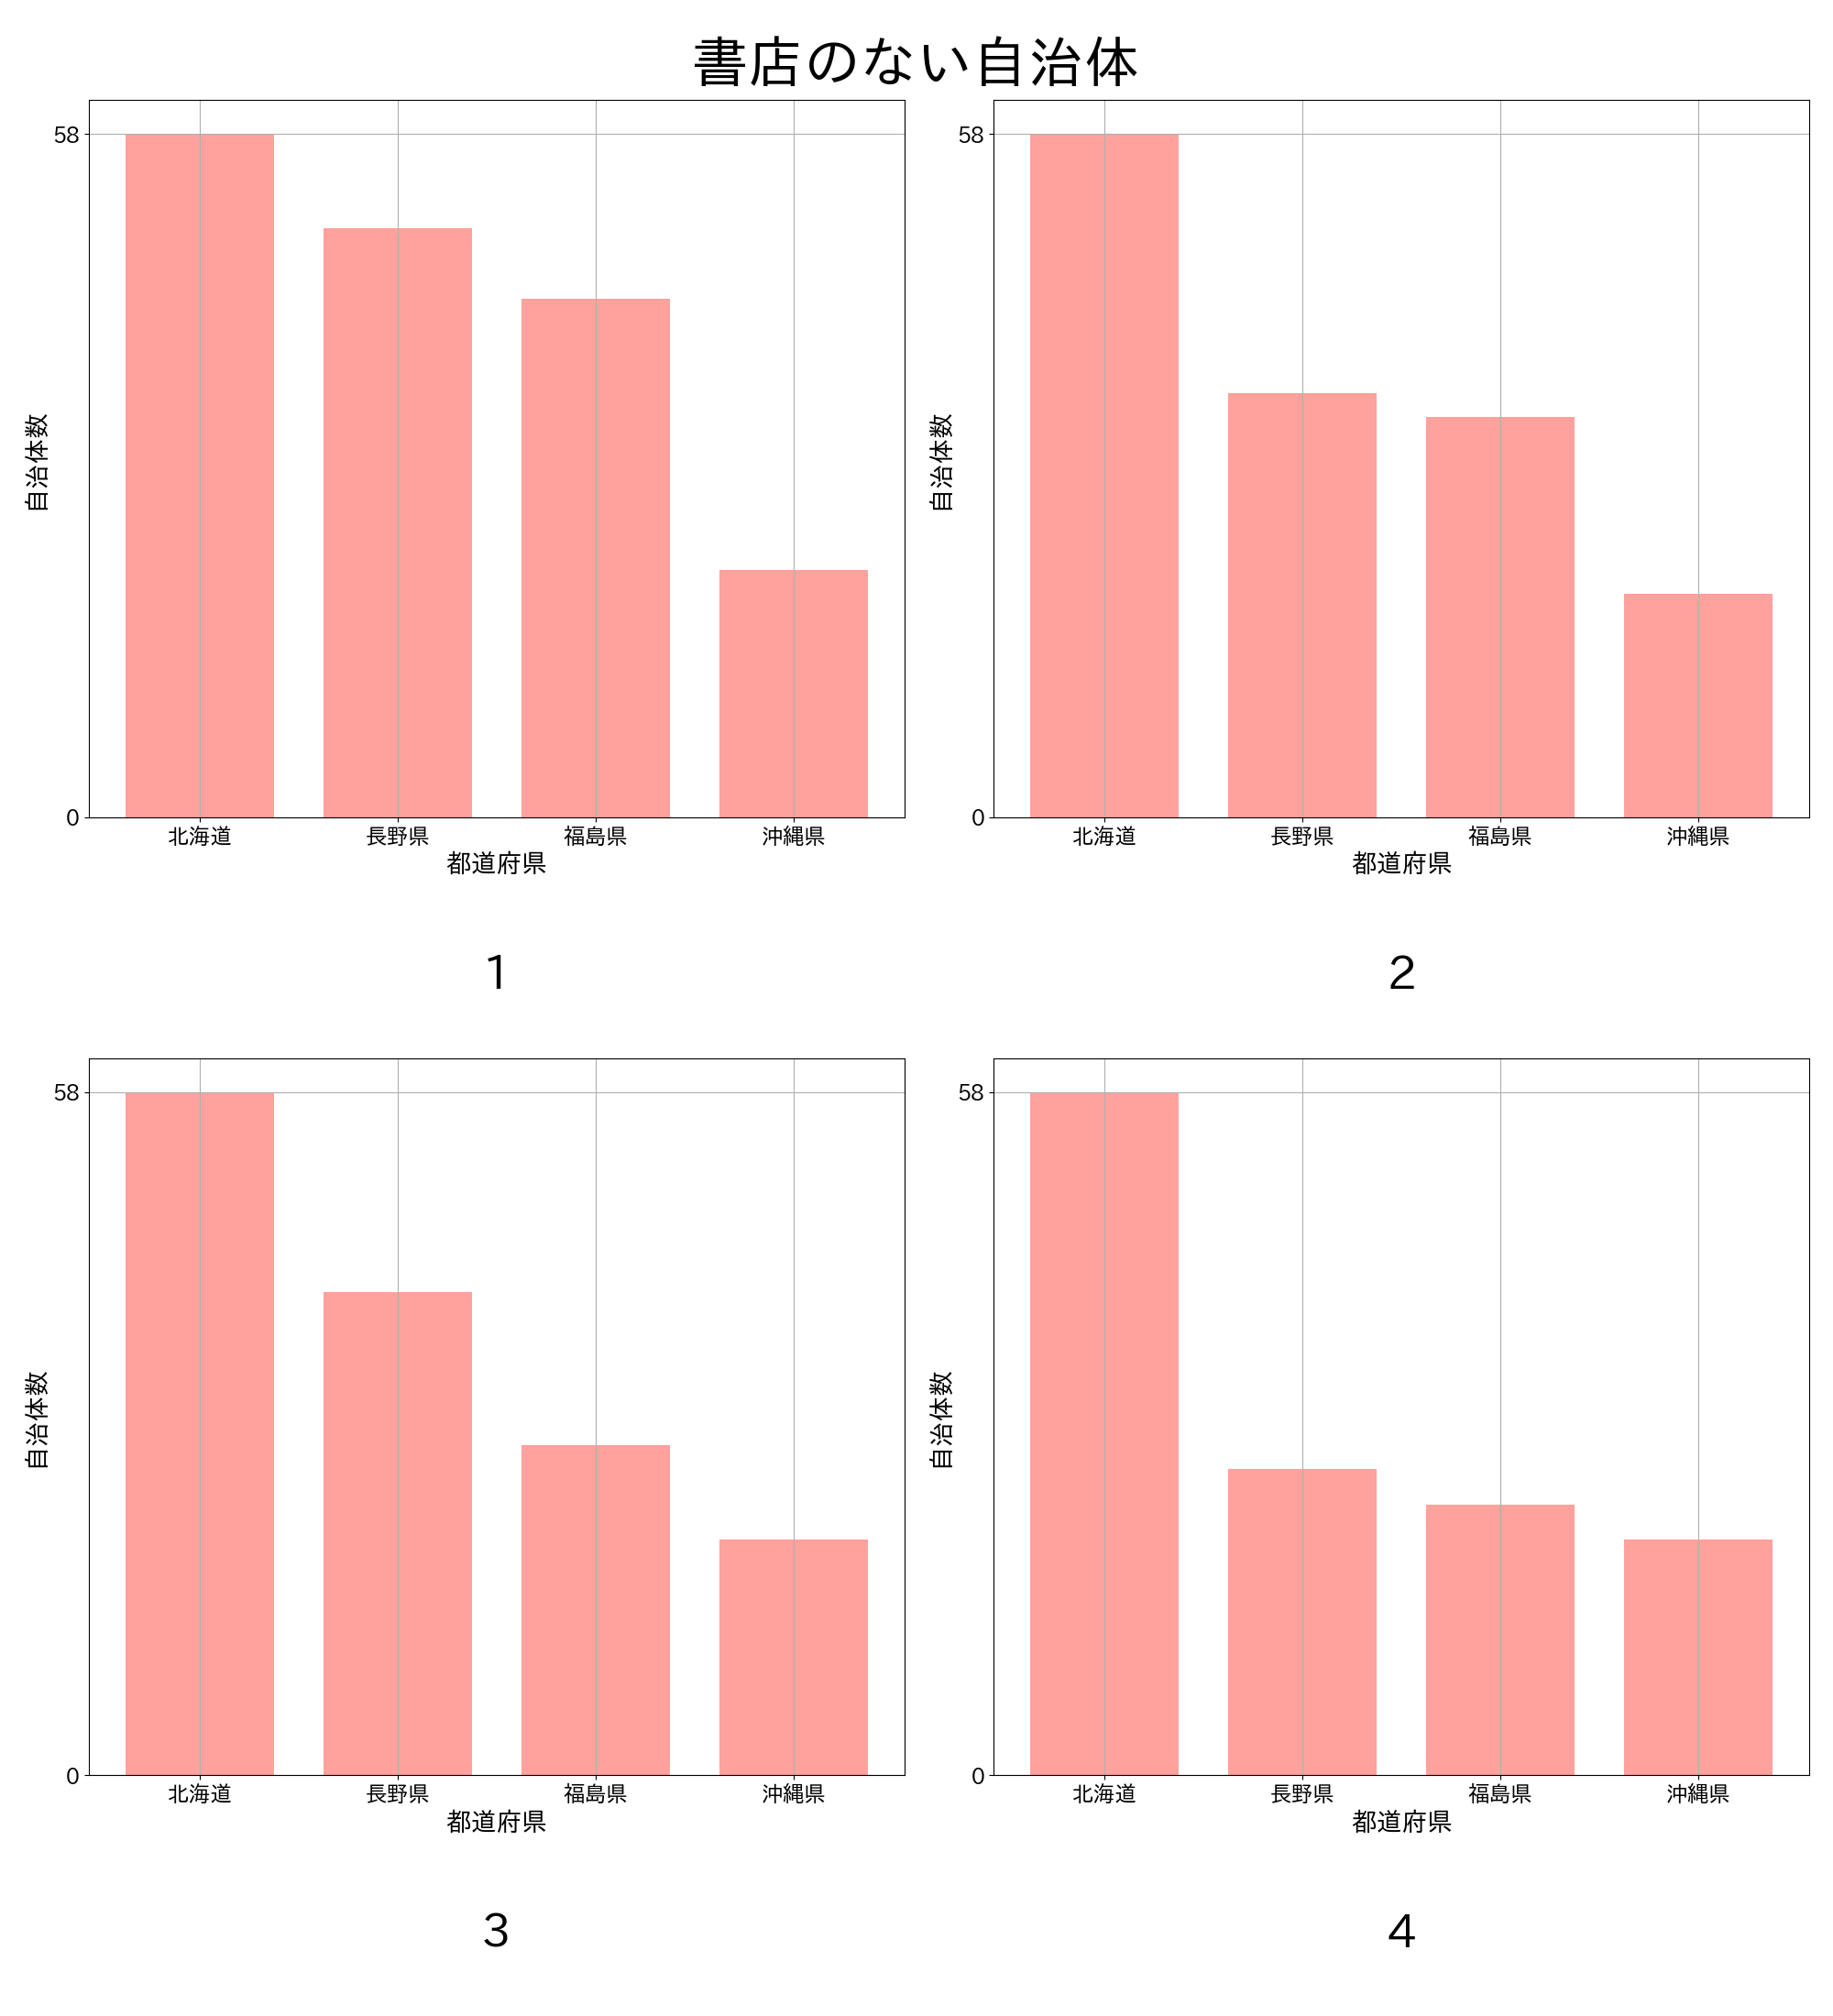 書店のない自治体
58
0
自治体数
北海道 長野県 福島県 沖縄県
都道府県
1
58
0
自治体数
北海道 長野県 福島県 沖縄県
都道府県
2
58
0
自治体数
北海道 長野県 福島県 沖縄県
都道府県
3
58
0
自治体数
北海道 長野県 福島県 沖縄県
都道府県
4